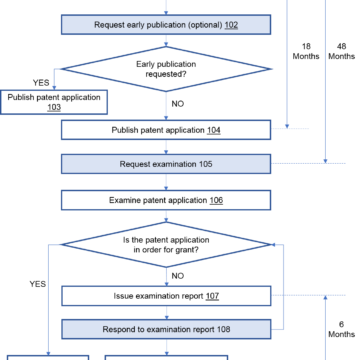 Request early publication (optional) 102
Early publication
requested?
18
Months
48
Months
YES
Publish patent application
103
NO
Publish patent application 104
Request examination 105
Examine patent application 106
Is the patent application
in order for grant?
YES
NO
Issue examination report 107
Respond to examination report 108
6
Months